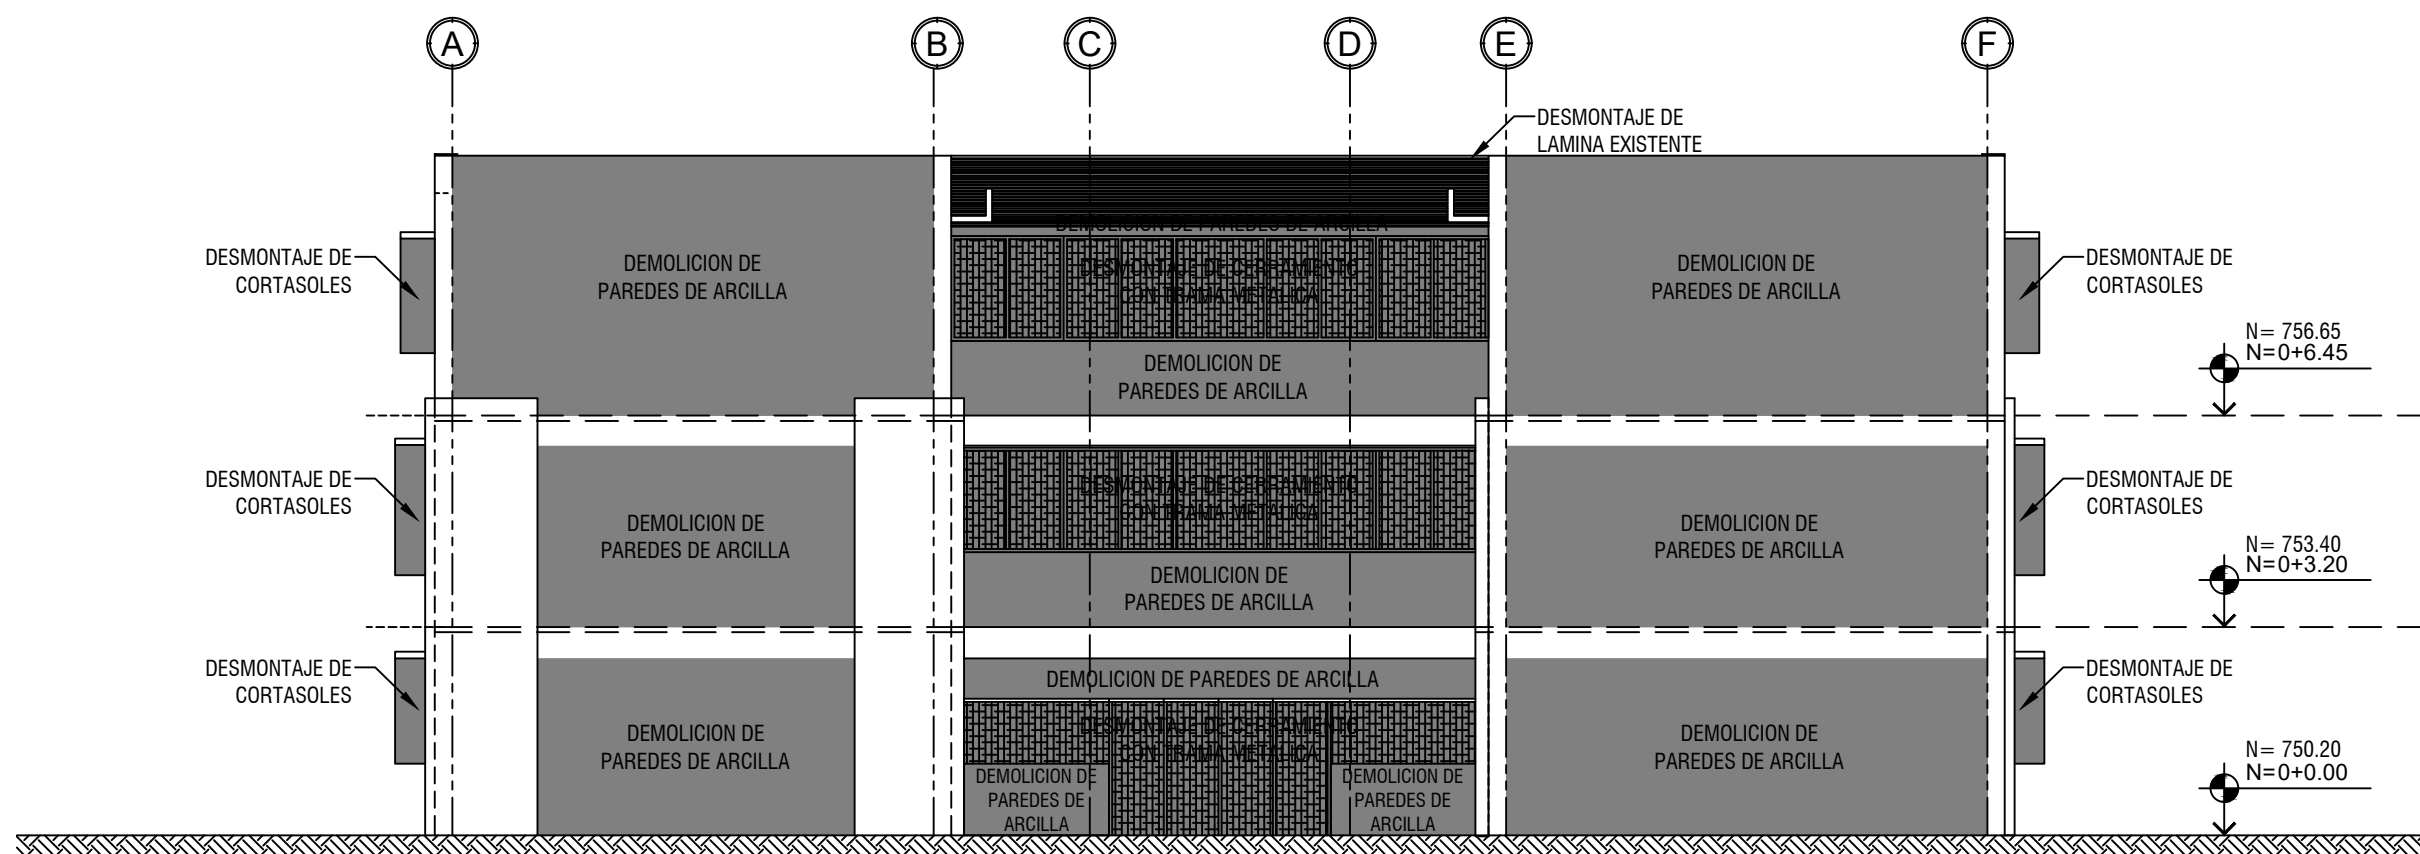 A
B
C
D
E
F
DESMONTAJE DE
LAMINA EXISTENTE
DEMOLICION DE PAREDES DE ARCILLA
DESMONTAJE DE
CORTASOLES
DEMOLICION DE
PAREDES DE ARCILLA
DESMONTAJE DE CERRAMIENTO
CON TRAMA METALICA
DEMOLICION DE
PAREDES DE ARCILLA
DESMONTAJE DE
CORTASOLES
N= 756.65
N=0+6.45
DEMOLICION DE
PAREDES DE ARCILLA
DESMONTAJE DE
CORTASOLES
DEMOLICION DE
PAREDES DE ARCILLA
DESMONTAJE DE CERRAMIENTO
CON TRAMA METALICA
DEMOLICION DE
PAREDES DE ARCILLA
DESMONTAJE DE
CORTASOLES
N= 753.40
N=0+3.20
DEMOLICION DE
PAREDES DE ARCILLA
DESMONTAJE DE
CORTASOLES
DEMOLICION DE PAREDES DE ARCILLA
DESMONTAJE DE
CORTASOLES
DEMOLICION DE
PAREDES DE ARCILLA
DESMONTAJE DE CERRAMIENTO
CON TRAMA METALICA
DEMOLICION DE
PAREDES DE ARCILLA
N= 750.20
N=0+0.00
DEMOLICION DE
PAREDES DE
ARCILLA
DEMOLICION DE
PAREDES DE
ARCILLA